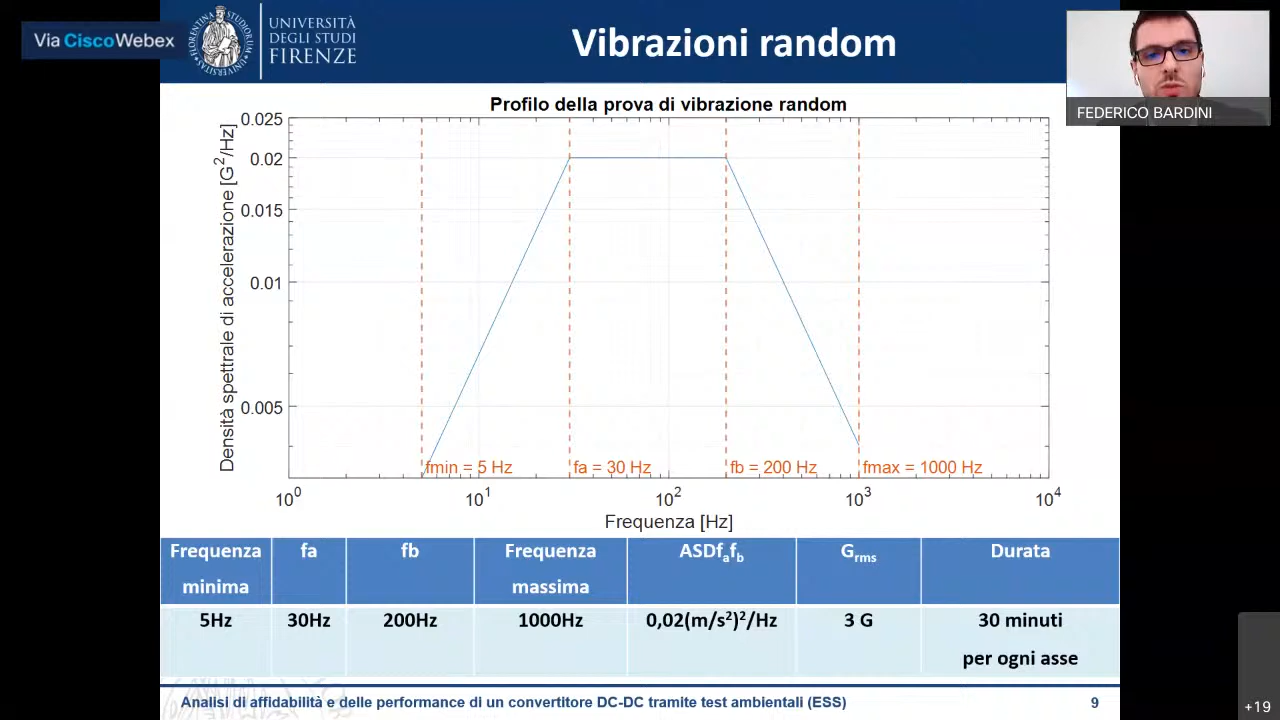 Via CiscoWebex
UNIVERSITÀ
DEGLI STUDI
FIRENZE
Vibrazioni random
FEDERICO BARDINI
Profilo della prova di vibrazione random
Densità spettrale di accelerazione [G²/Hz]
0.025
0.02
0.015
0.01
0.005
fmin = 5 Hz
fa = 30 Hz
fb = 200 Hz
fmax = 1000 Hz
10⁰ 10¹ 10² 10³ 10⁴
Frequenza [Hz]
Frequenza minima fa fb Frequenza massima ASDfₐf_b G_rms Durata
5Hz 30Hz 200Hz 1000Hz 0,02(m/s²)²/Hz 3 G 30 minuti per ogni asse
Analisi di affidabilità e delle performance di un convertitore DC-DC tramite test ambientali (ESS) 9
+19